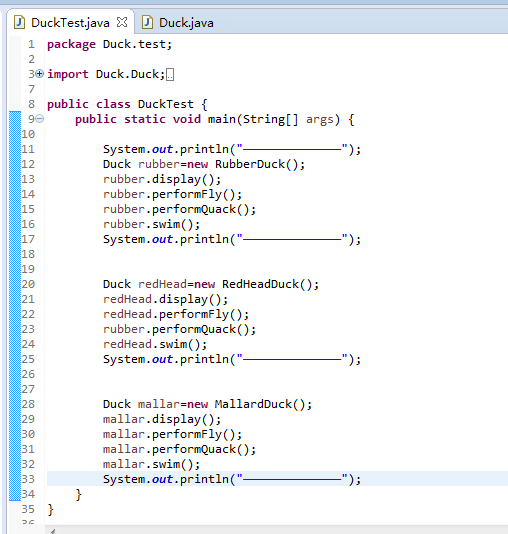 DuckTest.java Duck.java
1 package Duck.test;
2
3 import Duck.Duck;
7
8 public class DuckTest {
9 public static void main(String[] args) {
10
11 System.out.println("——————————————");
12 Duck rubber=new RubberDuck();
13 rubber.display();
14 rubber.performFly();
15 rubber.performQuack();
16 rubber.swim();
17 System.out.println("——————————————");
18
19
20 Duck redHead=new RedHeadDuck();
21 redHead.display();
22 redHead.performFly();
23 rubber.performQuack();
24 redHead.swim();
25 System.out.println("——————————————");
26
27
28 Duck mallar=new MallardDuck();
29 mallar.display();
30 mallar.performFly();
31 mallar.performQuack();
32 mallar.swim();
33 System.out.println("——————————————");
34 }
35 }
36